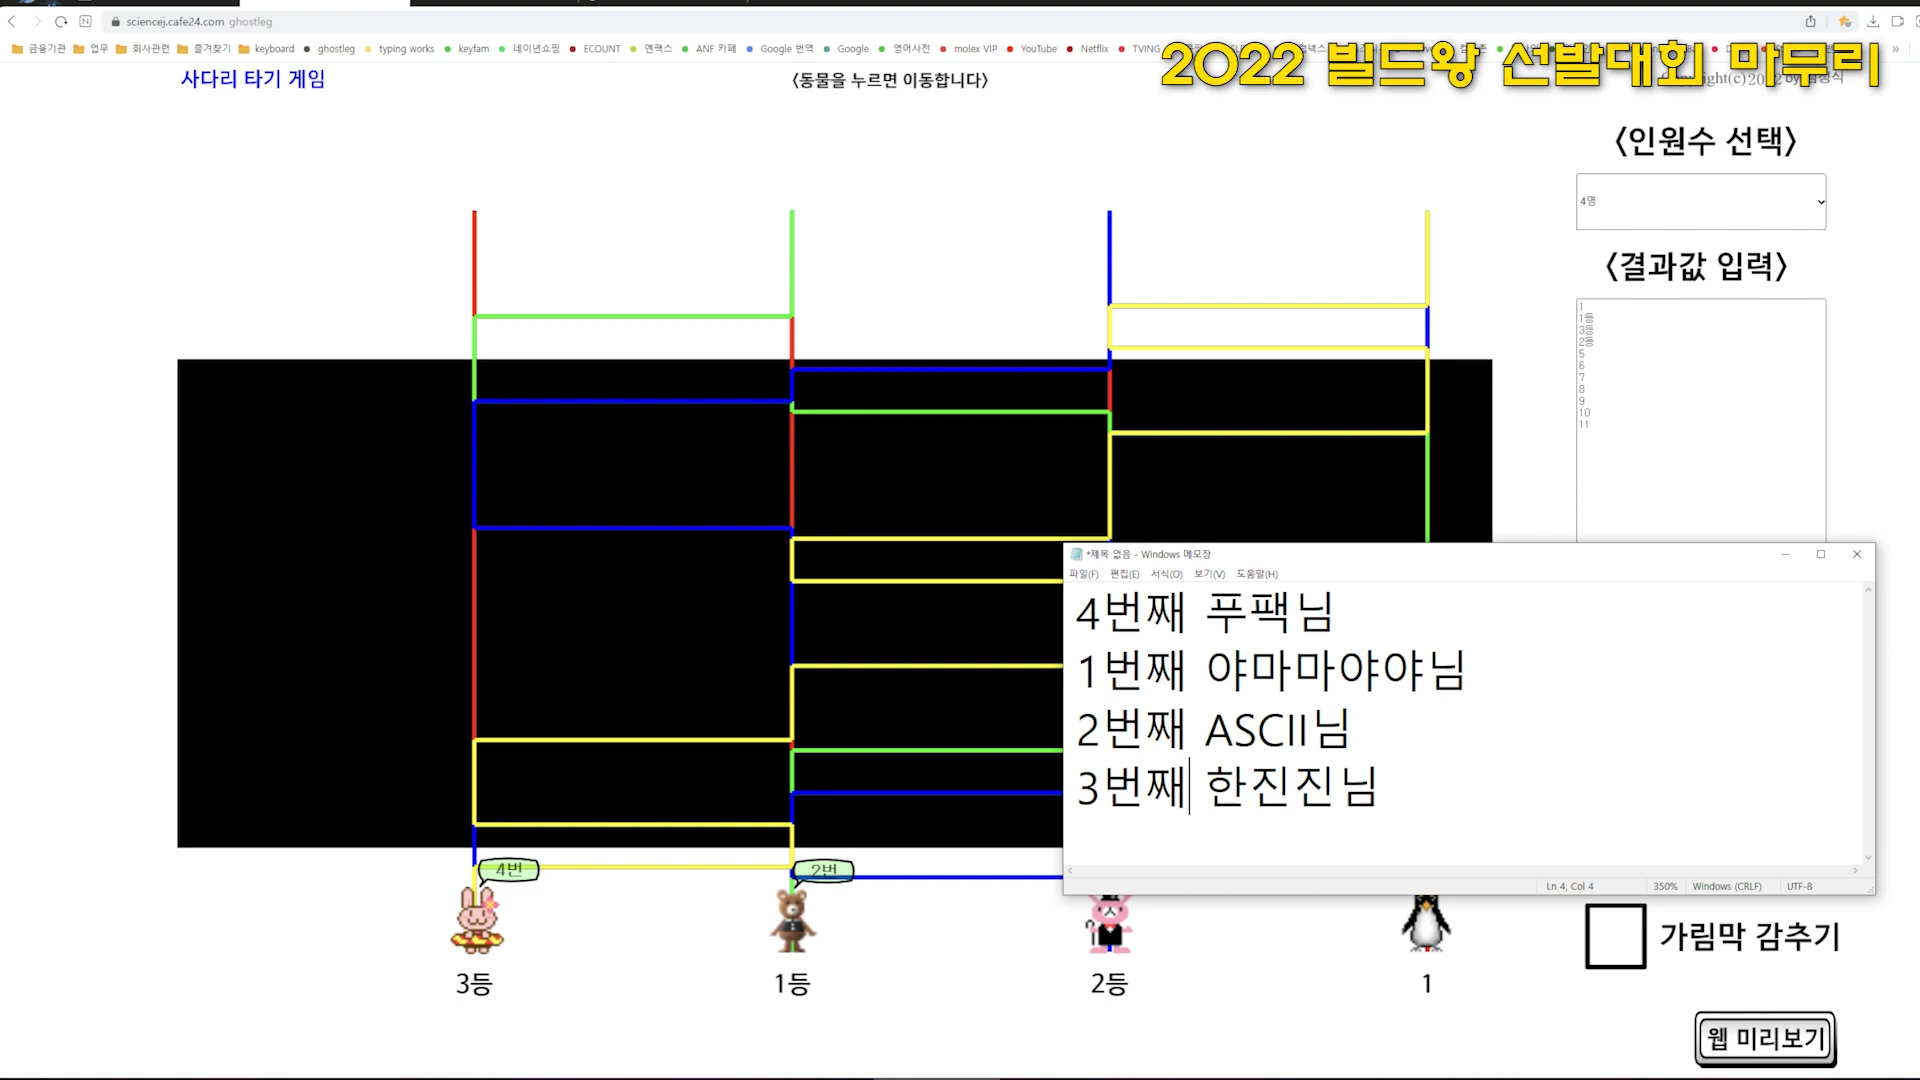 sciencej.cafe24.com ghostleg
금융기관 업무 회사관련 즐겨찾기 keyboard ghostleg typing works keyfam 네이년쇼핑 ECOUNT 앤팩스 ANF 카페 Google 번역 Google 영어사전 molex VIP YouTube Netflix TVING
2022 빌드왕 선발대회 마무리
사다리 타기 게임
<동물을 누르면 이동합니다>
<인원수 선택>
4명
<결과값 입력>
1
1등
3등
2등
5
6
7
8
9
10
11
*제목 없음 - Windows 메모장
파일(F) 편집(E) 서식(O) 보기(V) 도움말(H)
4번째 푸팩님
1번째 야마마야야님
2번째 ASCII님
3번째 한진진님
Ln 4, Col 4 350% Windows (CRLF) UTF-8
4번 2번
3등 1등 2등 1
가림막 감추기
웹 미리보기